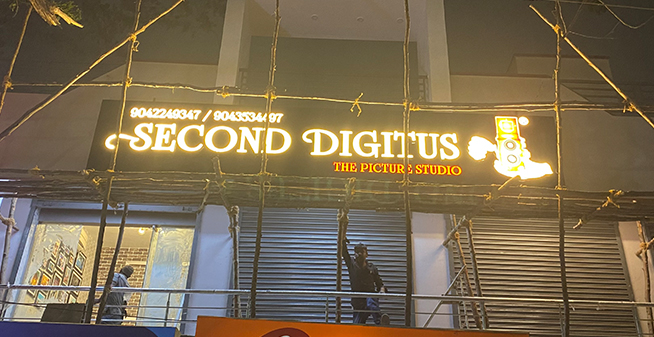 9042249347 / 9043534497
SECOND DIGITUS
THE PICTURE STUDIO